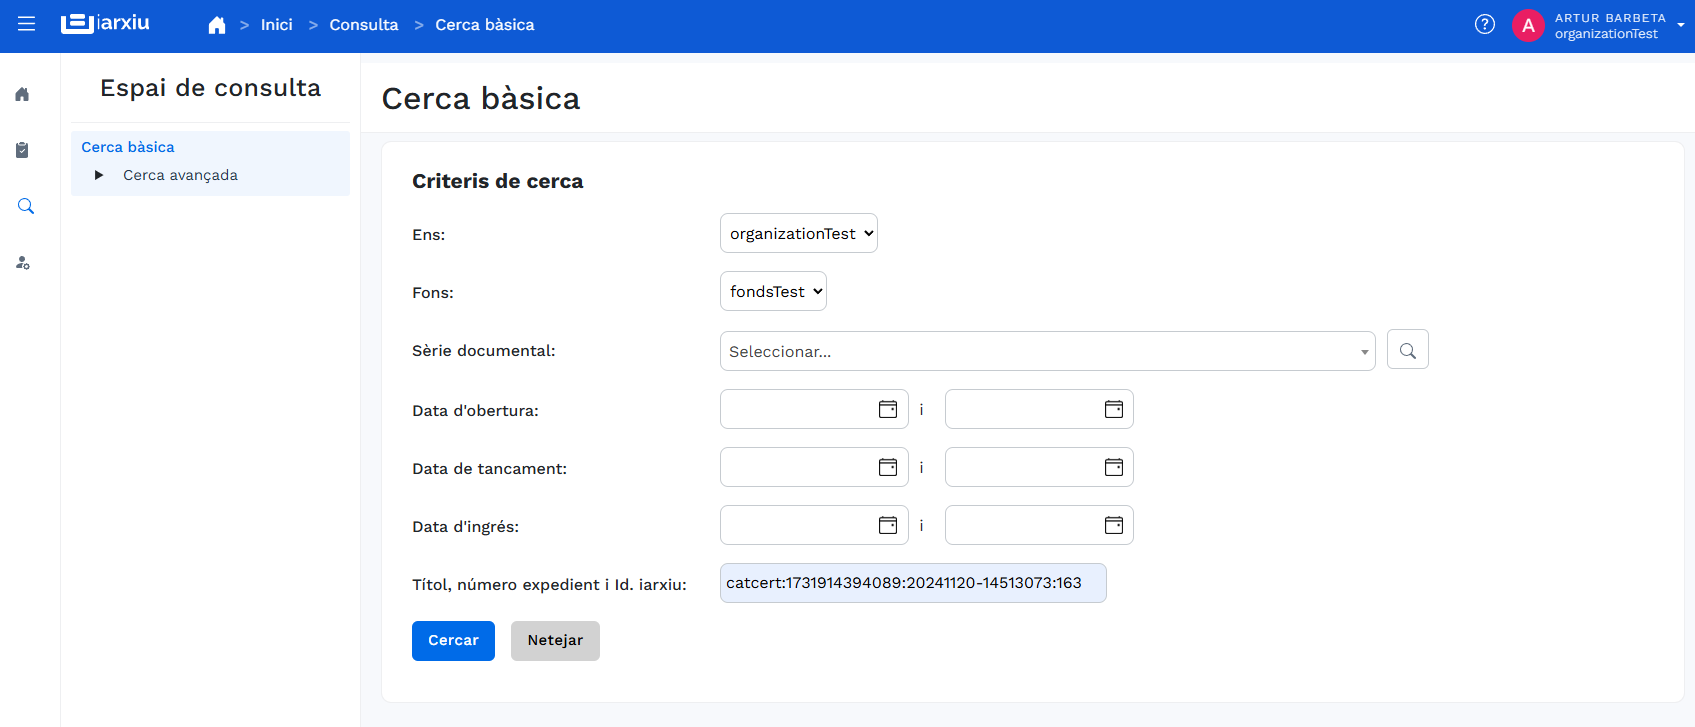 iarxiu
> Inici > Consulta > Cerca bàsica
?
A
ARTUR BARBETA
organizationTest
Espai de consulta
Cerca bàsica
Cerca avançada
Cerca bàsica
Criteris de cerca
Ens: organizationTest
Fons: fondsTest
Sèrie documental: Seleccionar...
Data d'obertura: i
Data de tancament: i
Data d'ingrés: i
Títol, número expedient i Id. iarxiu: catcert:1731914394089:20241120-14513073:163
Cercar Netejar